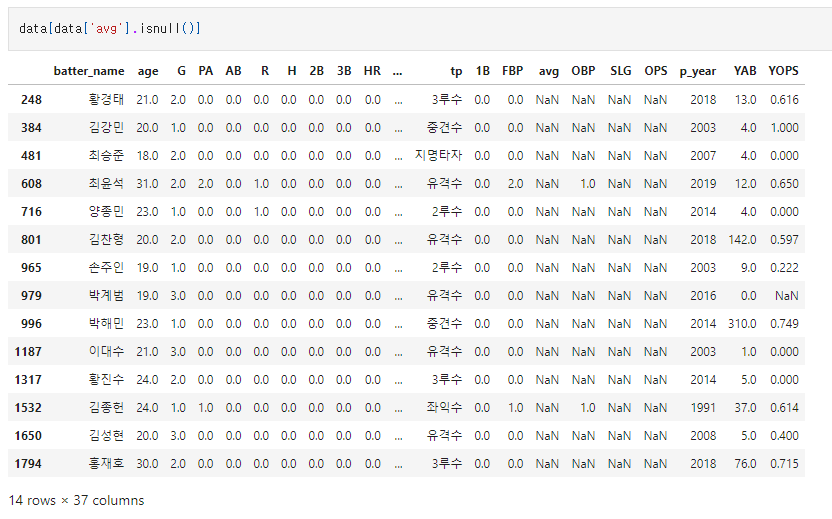 data[data['avg'].isnull()]
batter_name age G PA AB R H 2B 3B HR ... tp 1B FBP avg OBP SLG OPS p_year YAB YOPS
248 황경태 21.0 2.0 0.0 0.0 0.0 0.0 0.0 0.0 0.0 ... 3루수 0.0 0.0 NaN NaN NaN NaN 2018 13.0 0.616
384 김강민 20.0 1.0 0.0 0.0 0.0 0.0 0.0 0.0 0.0 ... 중견수 0.0 0.0 NaN NaN NaN NaN 2003 4.0 1.000
481 최승준 18.0 2.0 0.0 0.0 0.0 0.0 0.0 0.0 0.0 ... 지명타자 0.0 0.0 NaN NaN NaN NaN 2007 4.0 0.000
608 최윤석 31.0 2.0 2.0 0.0 1.0 0.0 0.0 0.0 0.0 ... 유격수 0.0 2.0 NaN 1.0 NaN NaN 2019 12.0 0.650
716 양종민 23.0 1.0 0.0 0.0 1.0 0.0 0.0 0.0 0.0 ... 2루수 0.0 0.0 NaN NaN NaN NaN 2014 4.0 0.000
801 김찬형 20.0 2.0 0.0 0.0 0.0 0.0 0.0 0.0 0.0 ... 유격수 0.0 0.0 NaN NaN NaN NaN 2018 142.0 0.597
965 손주인 19.0 1.0 0.0 0.0 0.0 0.0 0.0 0.0 0.0 ... 2루수 0.0 0.0 NaN NaN NaN NaN 2003 9.0 0.222
979 박계범 19.0 3.0 0.0 0.0 0.0 0.0 0.0 0.0 0.0 ... 유격수 0.0 0.0 NaN NaN NaN NaN 2016 0.0 NaN
996 박해민 23.0 1.0 0.0 0.0 0.0 0.0 0.0 0.0 0.0 ... 중견수 0.0 0.0 NaN NaN NaN NaN 2014 310.0 0.749
1187 이대수 21.0 3.0 0.0 0.0 0.0 0.0 0.0 0.0 0.0 ... 유격수 0.0 0.0 NaN NaN NaN NaN 2003 1.0 0.000
1317 황진수 24.0 2.0 0.0 0.0 0.0 0.0 0.0 0.0 0.0 ... 3루수 0.0 0.0 NaN NaN NaN NaN 2014 5.0 0.000
1532 김종헌 24.0 1.0 1.0 0.0 0.0 0.0 0.0 0.0 0.0 ... 좌익수 0.0 1.0 NaN 1.0 NaN NaN 1991 37.0 0.614
1650 김성현 20.0 3.0 0.0 0.0 0.0 0.0 0.0 0.0 0.0 ... 유격수 0.0 0.0 NaN NaN NaN NaN 2008 5.0 0.400
1794 홍재호 30.0 2.0 0.0 0.0 0.0 0.0 0.0 0.0 0.0 ... 3루수 0.0 0.0 NaN NaN NaN NaN 2018 76.0 0.715
14 rows × 37 columns